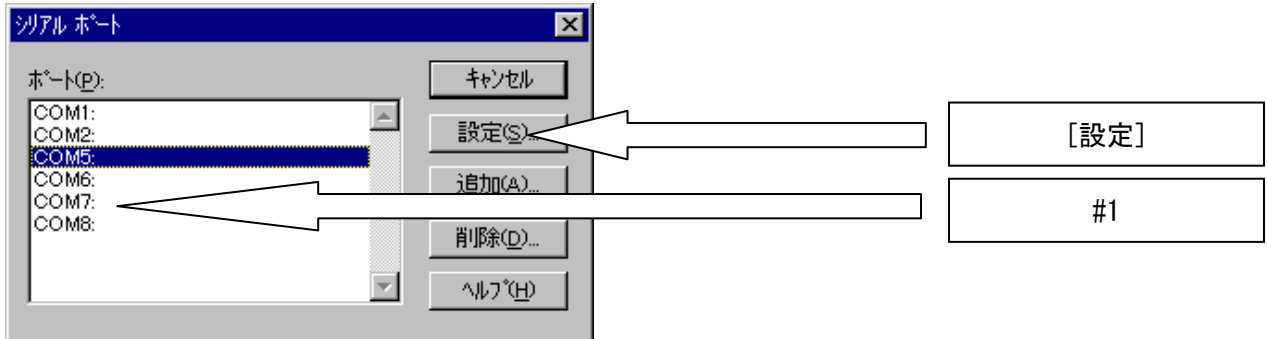 シリアル ポート
ポート(P):
COM1:
COM2:
COM5:
COM6:
COM7:
COM8:
キャンセル
設定(S)...
追加(A)...
削除(D)...
ヘルプ(H)
[設定]
#1